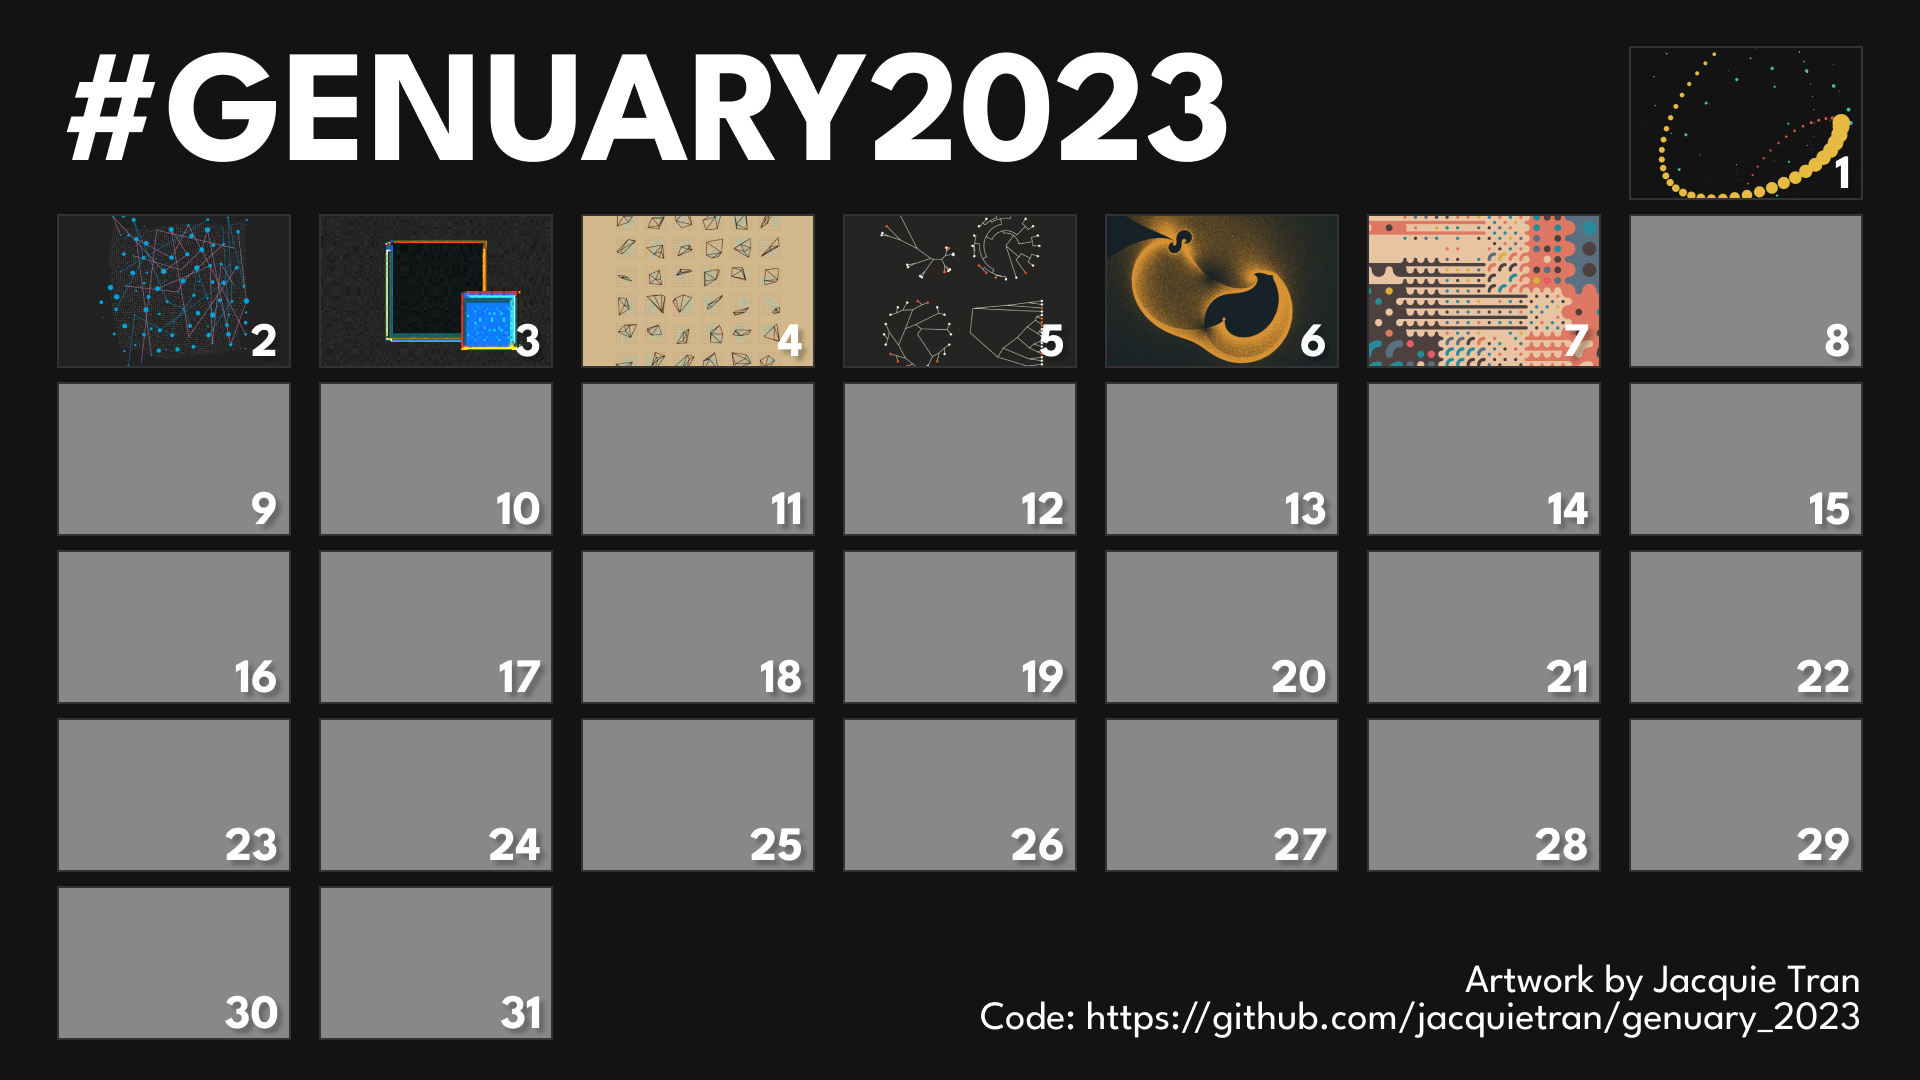 #GENUARY2023
1
2 3 4 5 6 7 8
9 10 11 12 13 14 15
16 17 18 19 20 21 22
23 24 25 26 27 28 29
30 31
Artwork by Jacquie Tran
Code: https://github.com/jacquietran/genuary_2023